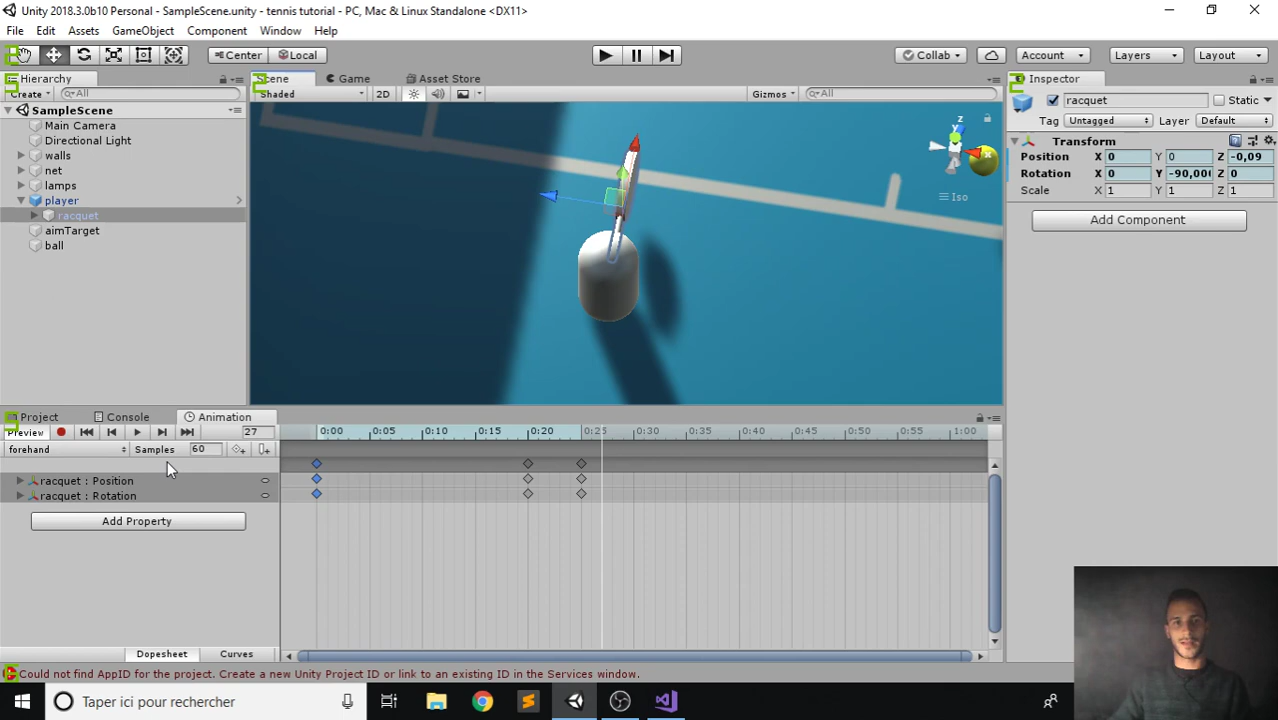 Unity 2018.3.0b10 Personal - SampleScene.unity - tennis tutorial - PC, Mac & Linux Standalone <DX11>
File Edit Assets GameObject Component Window Help
Center Local Collab Account Layers Layout
Hierarchy Scene Game Asset Store Inspector
Create All Shaded 2D Gizmos All
SampleScene
Main Camera
Directional Light
walls
net
lamps
player
racquet
aimTarget
ball
z
y
x
Iso
racquet Static
Tag Untagged Layer Default
Transform
Position X 0 Y 0 Z -0,09
Rotation X 0 Y -90,00 Z 0
Scale X 1 Y 1 Z 1
Add Component
Project Console Animation
Preview 27 0:00 0:05 0:10 0:15 0:20 0:25 0:30 0:35 0:40 0:45 0:50 0:55 1:00
forehand Samples 60
racquet : Position
racquet : Rotation
Add Property
Dopesheet Curves
Could not find AppID for the project. Create a new Unity Project ID or link to an existing ID in the Services window.
Taper ici pour rechercher